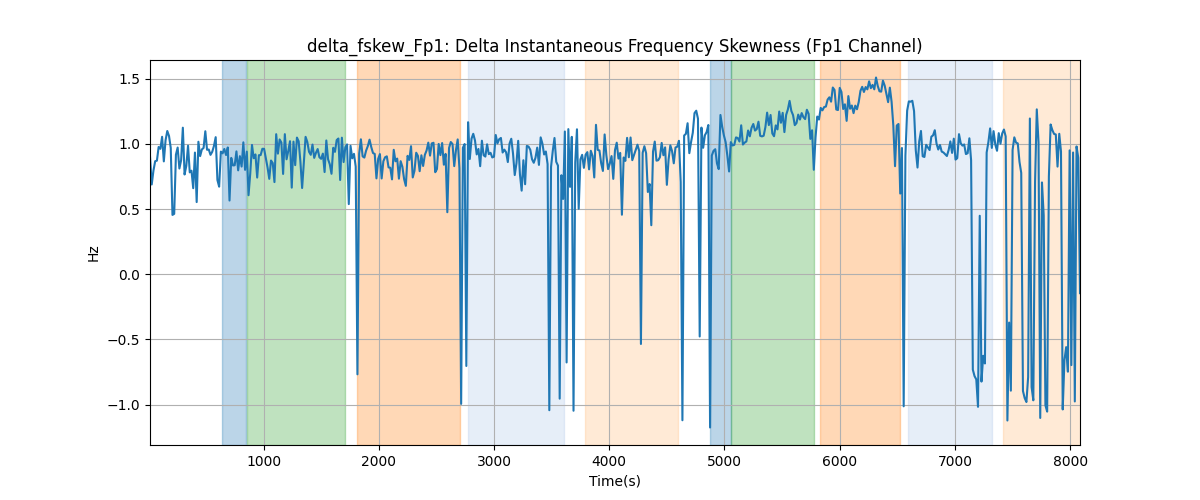 delta_fskew_Fp1: Delta Instantaneous Frequency Skewness (Fp1 Channel)
1.5
1.0
0.5
0.0
−0.5
−1.0
Hz
1000 2000 3000 4000 5000 6000 7000 8000
Time(s)